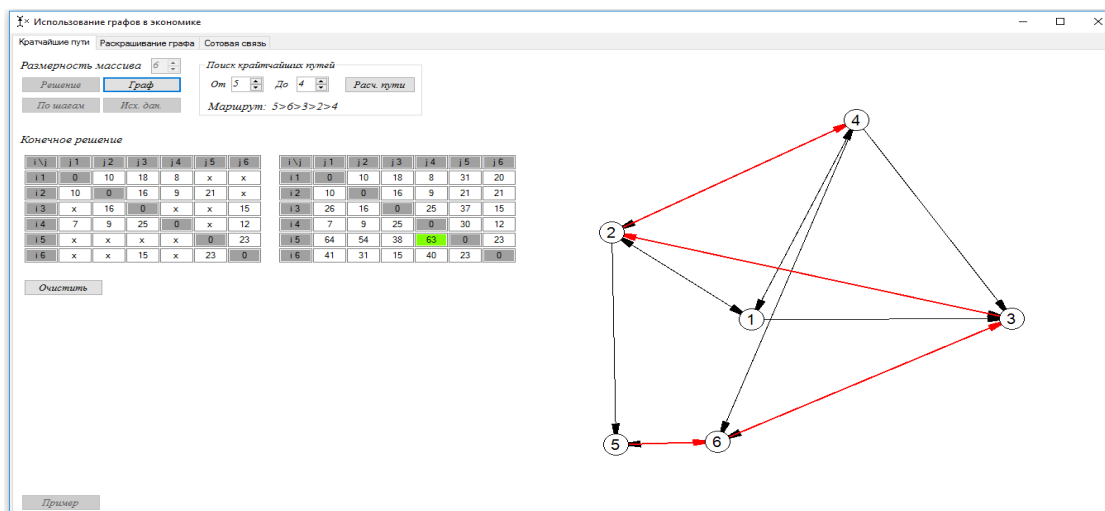 Использование графов в экономике
Кратчайшие пути Раскрашивание графа Сотовая связь
Размерность массива 6
Решение Граф
По шагам Исх. дан.
Поиск крайтчайших путей
От 5 До 4 Расч. пути
Маршрут: 5>6>3>2>4
Конечное решение
i \ j j 1 j 2 j 3 j 4 j 5 j 6
i 1 0 10 18 8 x x
i 2 10 0 16 9 21 x
i 3 x 16 0 x x 15
i 4 7 9 25 0 x 12
i 5 x x x x 0 23
i 6 x x 15 x 23 0
i \ j j 1 j 2 j 3 j 4 j 5 j 6
i 1 0 10 18 8 31 20
i 2 10 0 16 9 21 21
i 3 26 16 0 25 37 15
i 4 7 9 25 0 30 12
i 5 64 54 38 63 0 23
i 6 41 31 15 40 23 0
Очистить
Пример
4
2
1
3
5
6